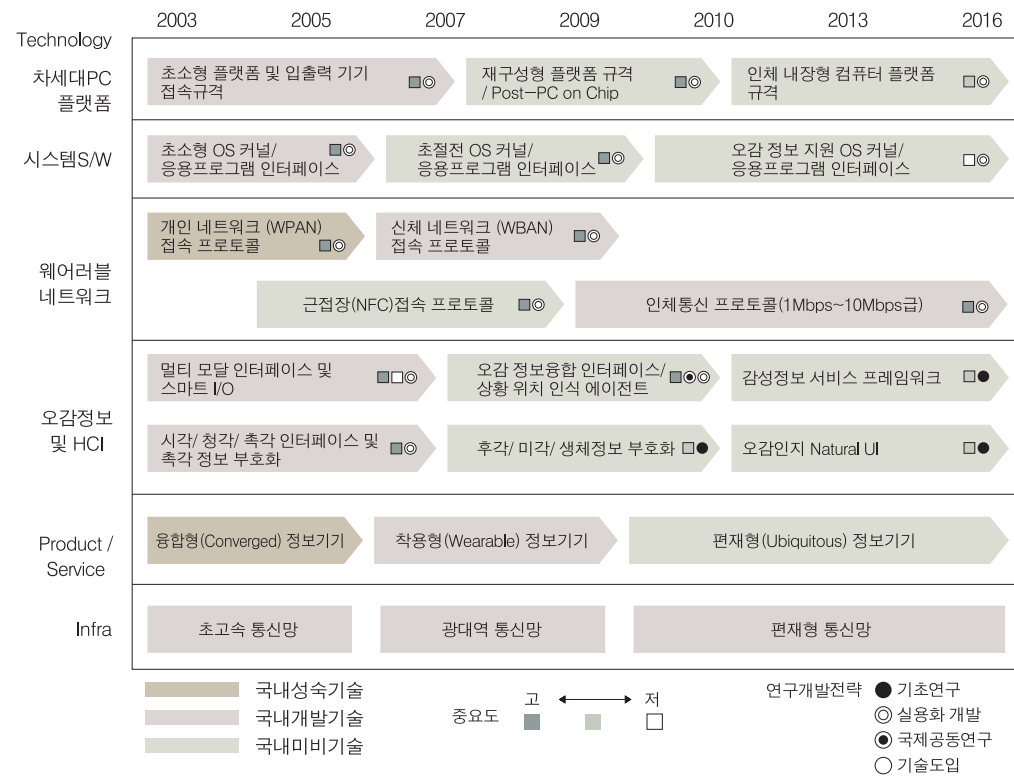 2003 2005 2007 2009 2010 2013 2016
Technology
차세대PC
플랫폼
초소형 플랫폼 및 입출력 기기
접속규격
재구성형 플랫폼 규격
/ Post-PC on Chip
인체 내장형 컴퓨터 플랫폼
규격
시스템S/W
초소형 OS 커널/
응용프로그램 인터페이스
초절전 OS 커널/
응용프로그램 인터페이스
오감 정보 지원 OS 커널/
응용프로그램 인터페이스
웨어러블
네트워크
개인 네트워크 (WPAN)
접속 프로토콜
신체 네트워크 (WBAN)
접속 프로토콜
근접장(NFC)접속 프로토콜
인체통신 프로토콜(1Mbps~10Mbps급)
오감정보
및 HCI
멀티 모달 인터페이스 및
스마트 I/O
오감 정보융합 인터페이스/
상황 위치 인식 에이전트
감성정보 서비스 프레임워크
시각/ 청각/ 촉각 인터페이스 및
촉각 정보 부호화
후각/ 미각/ 생체정보 부호화
오감인지 Natural UI
Product /
Service
융합형(Converged) 정보기기
착용형(Wearable) 정보기기
편재형(Ubiquitous) 정보기기
Infra
초고속 통신망
광대역 통신망
편재형 통신망
국내성숙기술
국내개발기술
국내미비기술
중요도
고
저
연구개발전략
기초연구
실용화 개발
국제공동연구
기술도입